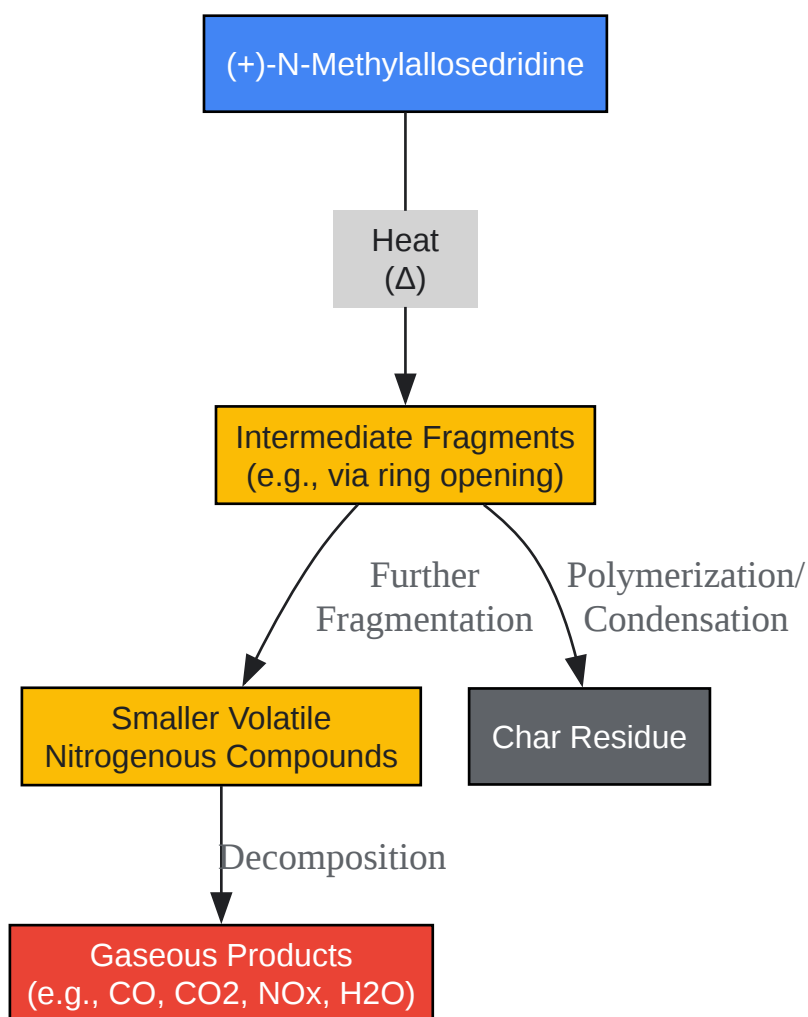 (+)-N-Methylallosedridine
Heat
(Δ)
Intermediate Fragments
(e.g., via ring opening)
Further
Fragmentation
Polymerization/
Condensation
Smaller Volatile
Nitrogenous Compounds
Char Residue
Decomposition
Gaseous Products
(e.g., CO, CO2, NOx, H2O)